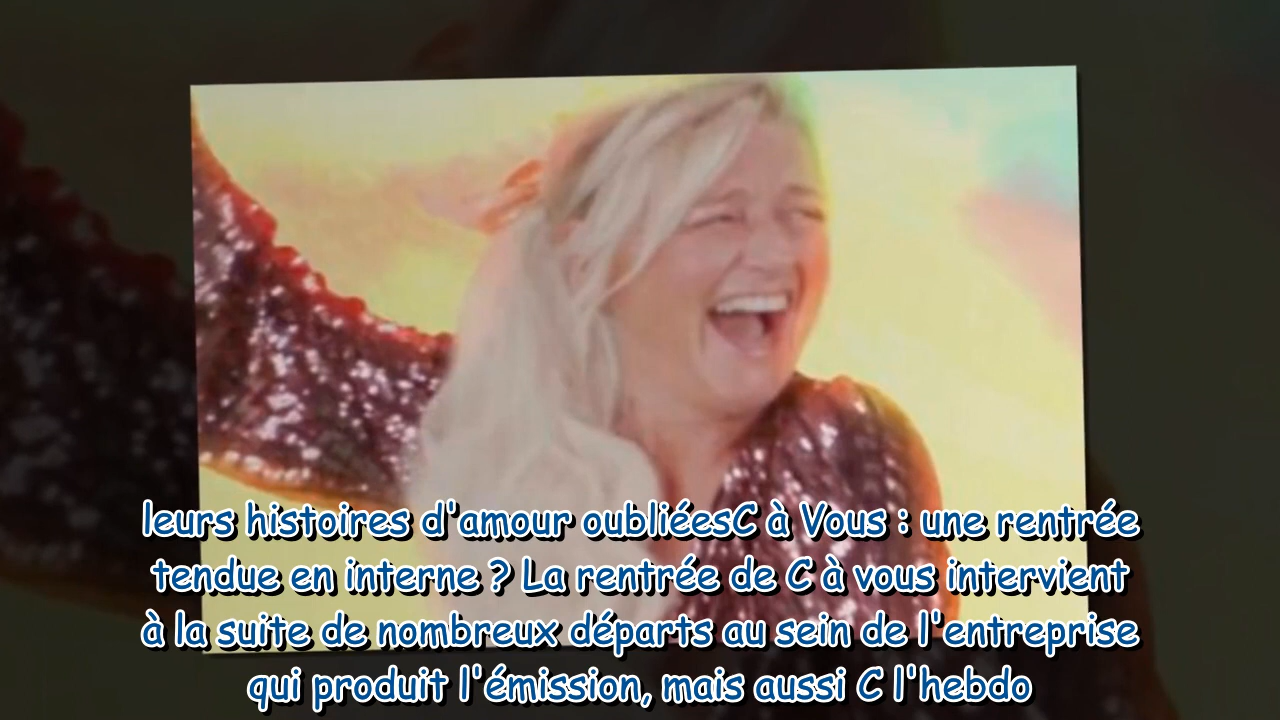 leurs histoires d'amour oubliéesC à Vous : une rentrée
tendue en interne ? La rentrée de C à vous intervient
à la suite de nombreux départs au sein de l'entreprise
qui produit l'émission, mais aussi C l'hebdo